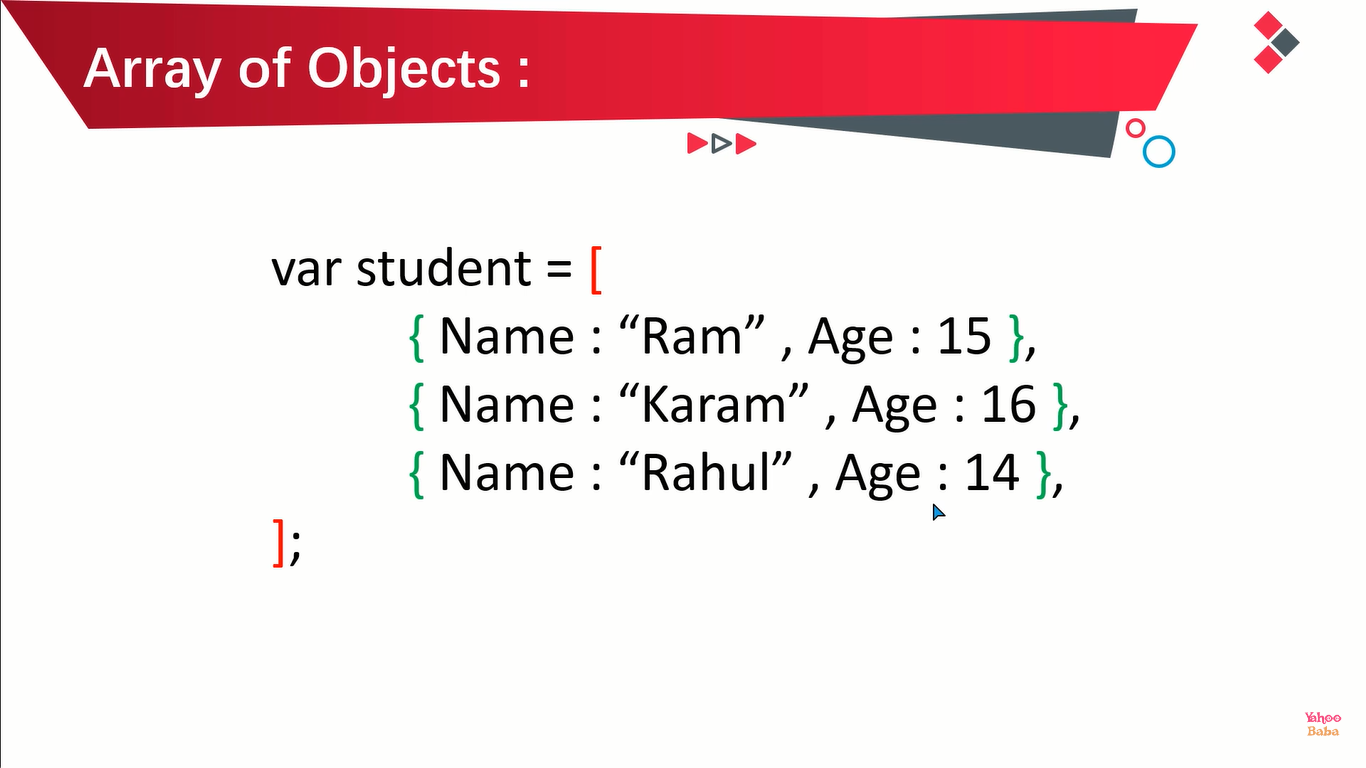 Array of Objects :
var student = [
{ Name : “Ram” , Age : 15 },
{ Name : “Karam” , Age : 16 },
{ Name : “Rahul” , Age : 14 },
];
Yahoo
Baba